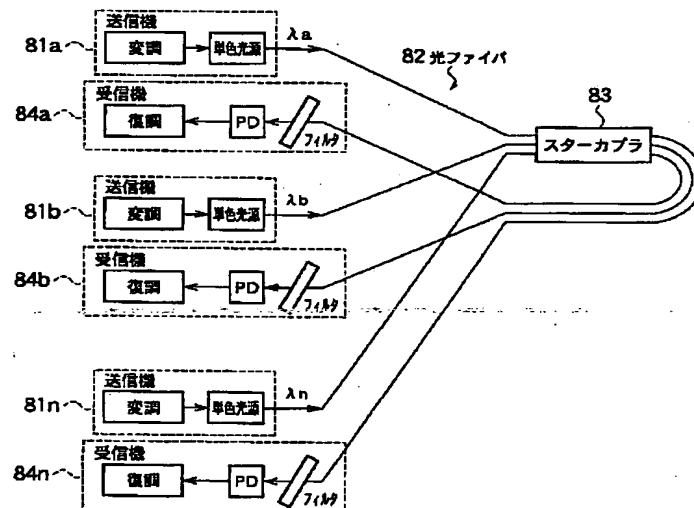 送信機
81a 変調 単色光源 λa
82 光ファイバ
受信機
84a 復調 PD フィルタ
83
スターカプラ
送信機
81b 変調 単色光源 λb
受信機
84b 復調 PD フィルタ
送信機
81n 変調 単色光源 λn
受信機
84n 復調 PD フィルタ